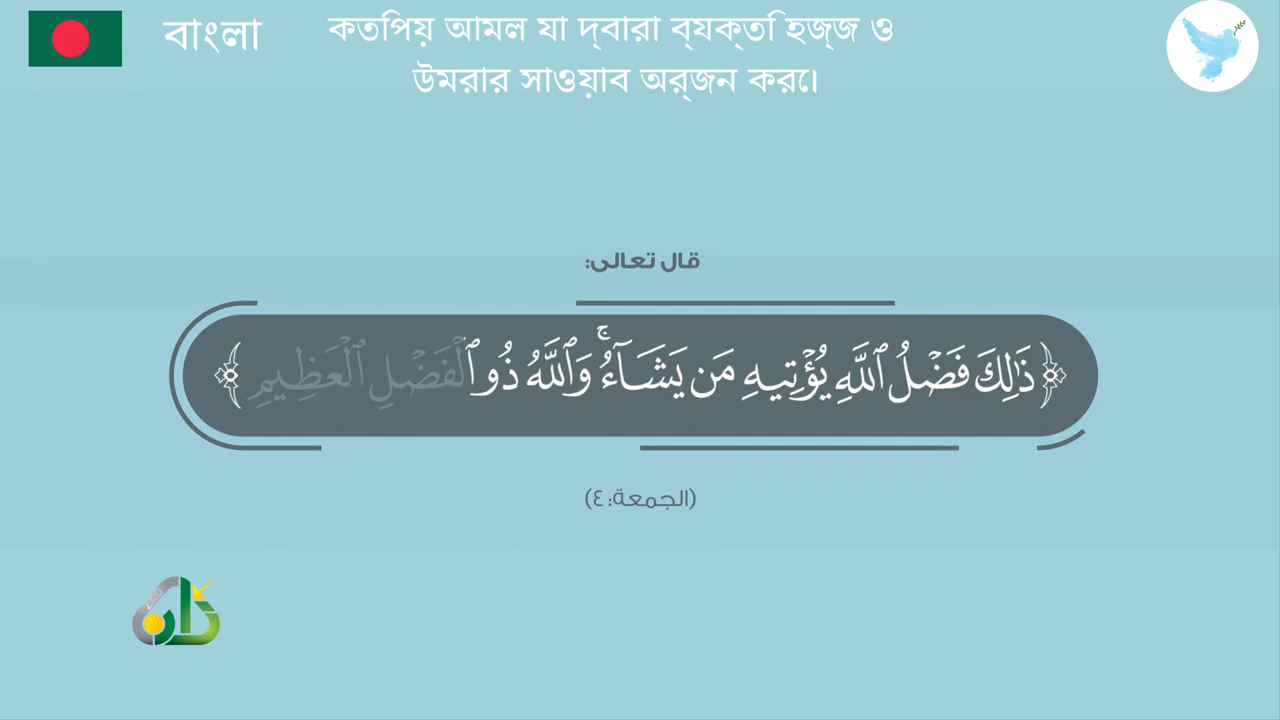 বাংলা
কতিপয় আমল যা দ্বারা ব্যক্তি হজ্জ ও
উমরার সাওয়াব অর্জন করে।
قال تعالى:
﴿ذَٰلِكَ فَضْلُ ٱللَّهِ يُؤْتِيهِ مَن يَشَآءُ ۚ وَٱللَّهُ ذُو ٱلْفَضْلِ ٱلْعَظِيمِ﴾
(الجمعة: ٤)